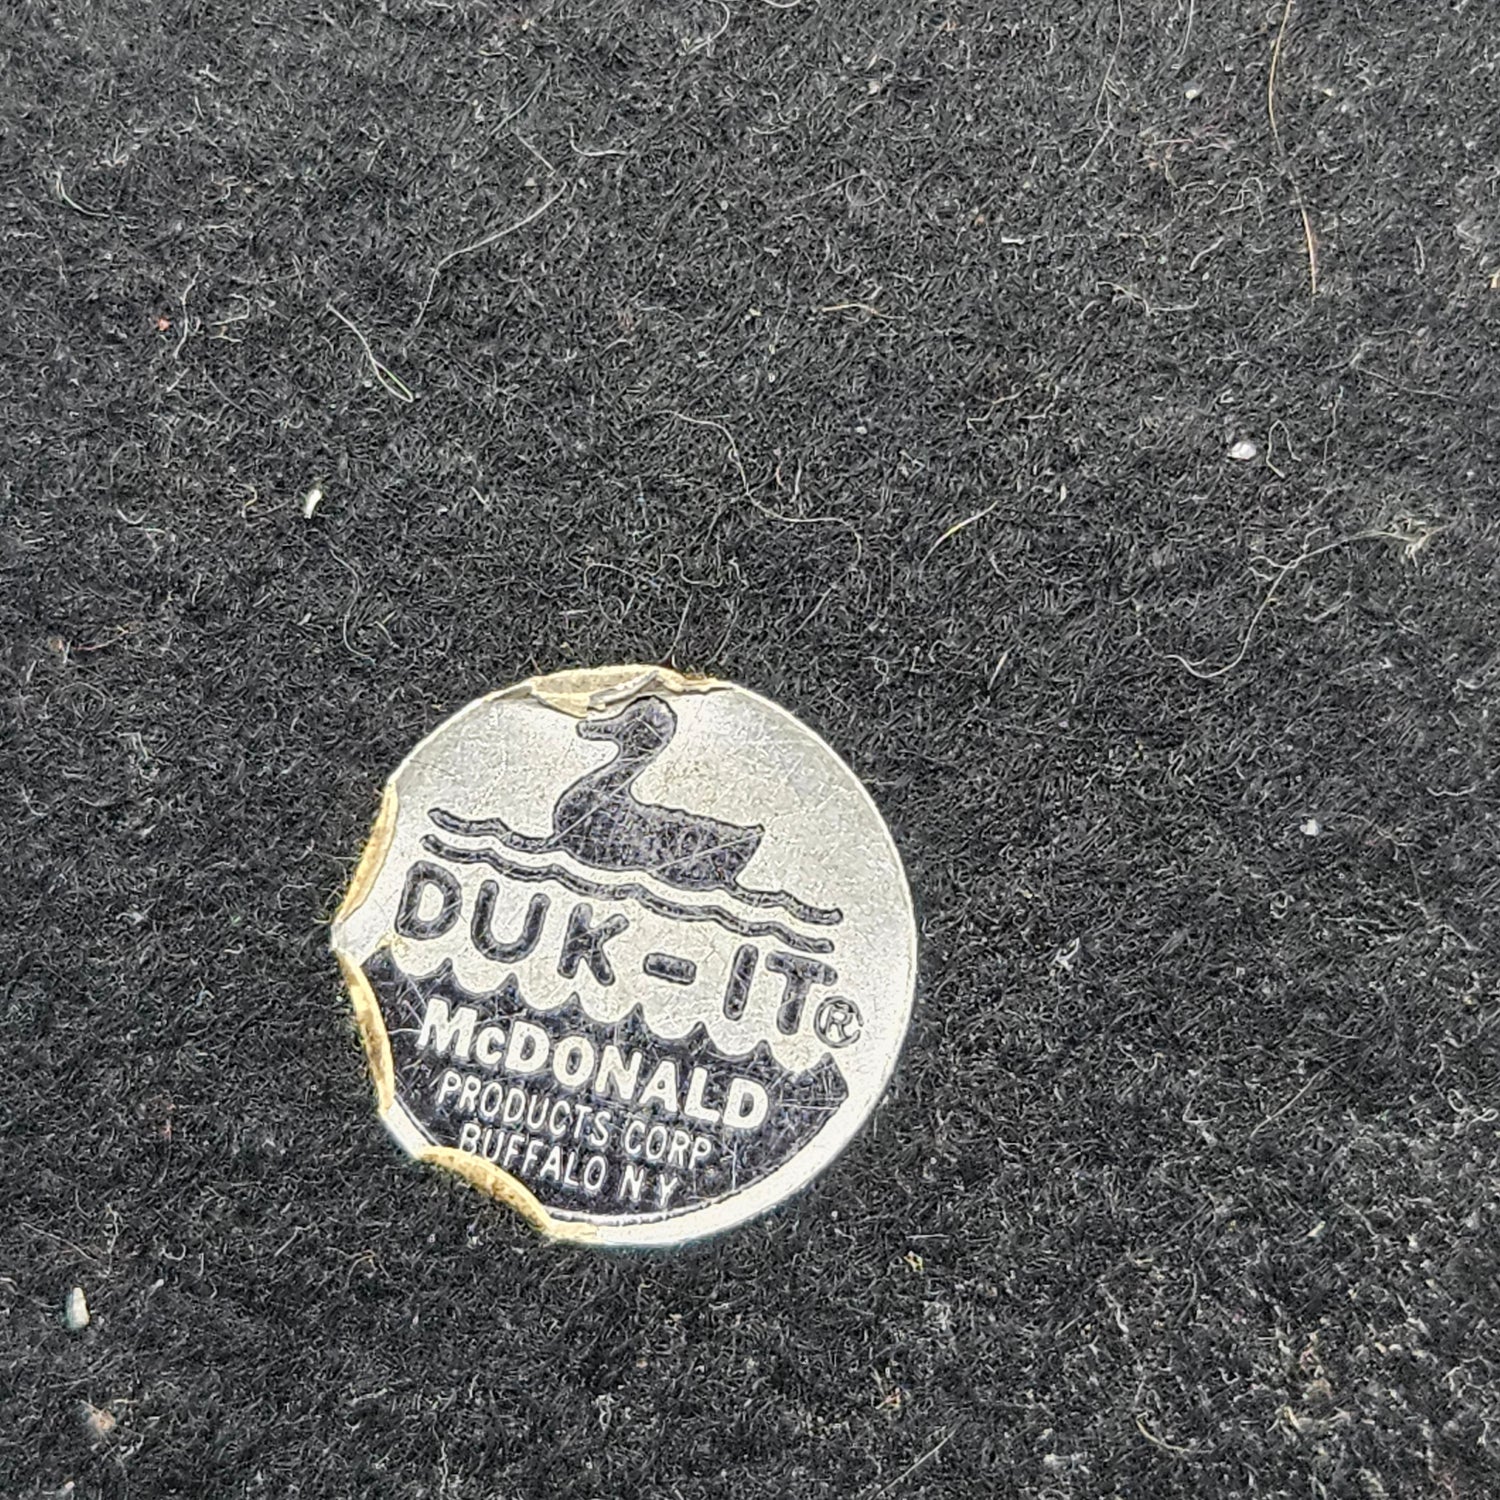 DUK-IT®
McDONALD
PRODUCTS CORP
BUFFALO N Y